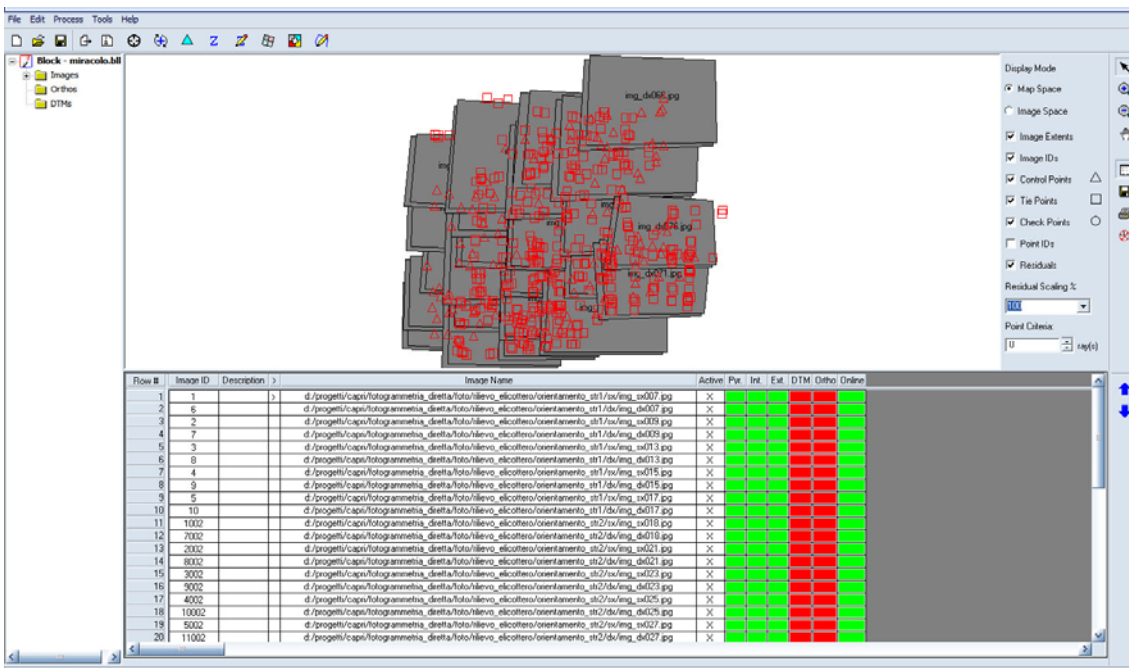 File Edit Process Tools Help
Block - miracolo.bll
Images
Orthos
DTMs
img_dx066.jpg
img
img
img
img_dx076.jpg
img_dx071.jpg
img
img
Display Mode
Map Space
Image Space
Image Extents
Image IDs
Control Points
Tie Points
Check Points
Point IDs
Residuals
Residual Scaling %
100
Point Criteria:
0 ray(s)
Row # Image ID Description > Image Name Active Pyr. Int. Ext. DTM Ortho Online
1 1 > d:/progetti/capri/fotogrammetria_diretta/foto/rilievo_elicottero/orientamento_str1/sx/img_sx007.jpg X
2 6 d:/progetti/capri/fotogrammetria_diretta/foto/rilievo_elicottero/orientamento_str1/dx/img_dx007.jpg X
3 2 d:/progetti/capri/fotogrammetria_diretta/foto/rilievo_elicottero/orientamento_str1/sx/img_sx009.jpg X
4 7 d:/progetti/capri/fotogrammetria_diretta/foto/rilievo_elicottero/orientamento_str1/dx/img_dx009.jpg X
5 3 d:/progetti/capri/fotogrammetria_diretta/foto/rilievo_elicottero/orientamento_str1/sx/img_sx013.jpg X
6 8 d:/progetti/capri/fotogrammetria_diretta/foto/rilievo_elicottero/orientamento_str1/dx/img_dx013.jpg X
7 4 d:/progetti/capri/fotogrammetria_diretta/foto/rilievo_elicottero/orientamento_str1/sx/img_sx015.jpg X
8 9 d:/progetti/capri/fotogrammetria_diretta/foto/rilievo_elicottero/orientamento_str1/dx/img_dx015.jpg X
9 5 d:/progetti/capri/fotogrammetria_diretta/foto/rilievo_elicottero/orientamento_str1/sx/img_sx017.jpg X
10 10 d:/progetti/capri/fotogrammetria_diretta/foto/rilievo_elicottero/orientamento_str1/dx/img_dx017.jpg X
11 1002 d:/progetti/capri/fotogrammetria_diretta/foto/rilievo_elicottero/orientamento_str2/sx/img_sx018.jpg X
12 7002 d:/progetti/capri/fotogrammetria_diretta/foto/rilievo_elicottero/orientamento_str2/dx/img_dx018.jpg X
13 2002 d:/progetti/capri/fotogrammetria_diretta/foto/rilievo_elicottero/orientamento_str2/sx/img_sx021.jpg X
14 8002 d:/progetti/capri/fotogrammetria_diretta/foto/rilievo_elicottero/orientamento_str2/dx/img_dx021.jpg X
15 3002 d:/progetti/capri/fotogrammetria_diretta/foto/rilievo_elicottero/orientamento_str2/sx/img_sx023.jpg X
16 9002 d:/progetti/capri/fotogrammetria_diretta/foto/rilievo_elicottero/orientamento_str2/dx/img_dx023.jpg X
17 4002 d:/progetti/capri/fotogrammetria_diretta/foto/rilievo_elicottero/orientamento_str2/sx/img_sx025.jpg X
18 10002 d:/progetti/capri/fotogrammetria_diretta/foto/rilievo_elicottero/orientamento_str2/dx/img_dx025.jpg X
19 5002 d:/progetti/capri/fotogrammetria_diretta/foto/rilievo_elicottero/orientamento_str2/sx/img_sx027.jpg X
20 11002 d:/progetti/capri/fotogrammetria_diretta/foto/rilievo_elicottero/orientamento_str2/dx/img_dx027.jpg X